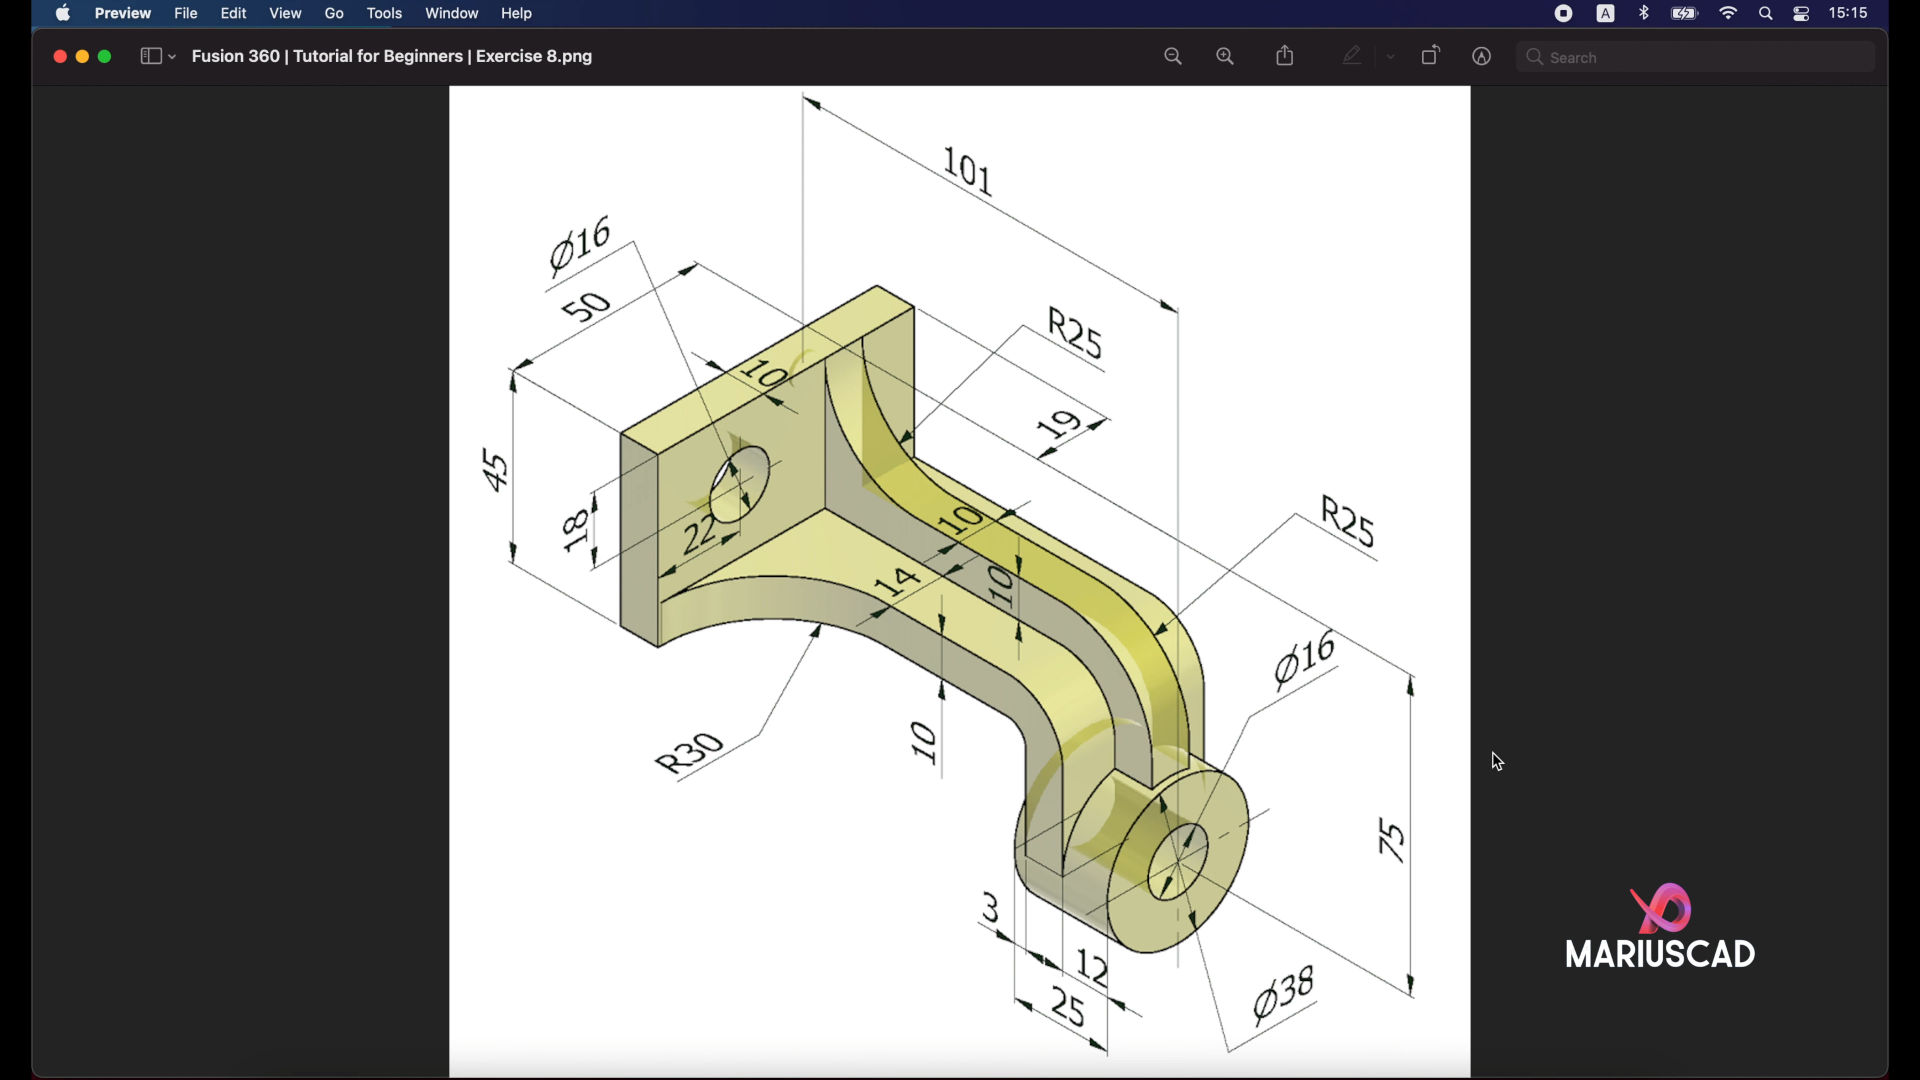 Preview File Edit View Go Tools Window Help
A
15:15
Fusion 360 | Tutorial for Beginners | Exercise 8.png
Search
101
Ø16
50
R25
10
19
45
18
22
10
R25
14
10
Ø16
R30
10
75
3
12
25
Ø38
MARIUSCAD